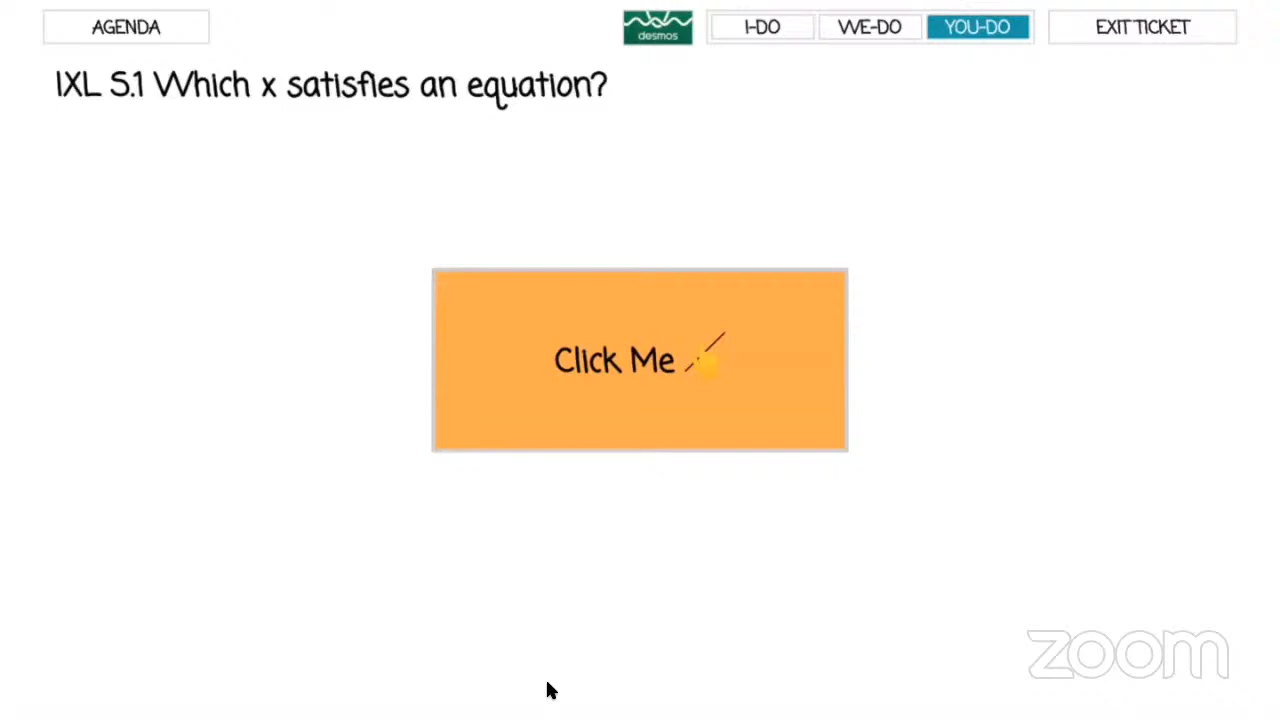 AGENDA
desmos
I-DO
WE-DO
YOU-DO
EXIT TICKET
IXL S.1 Which x satisfies an equation?
Click Me
zoom